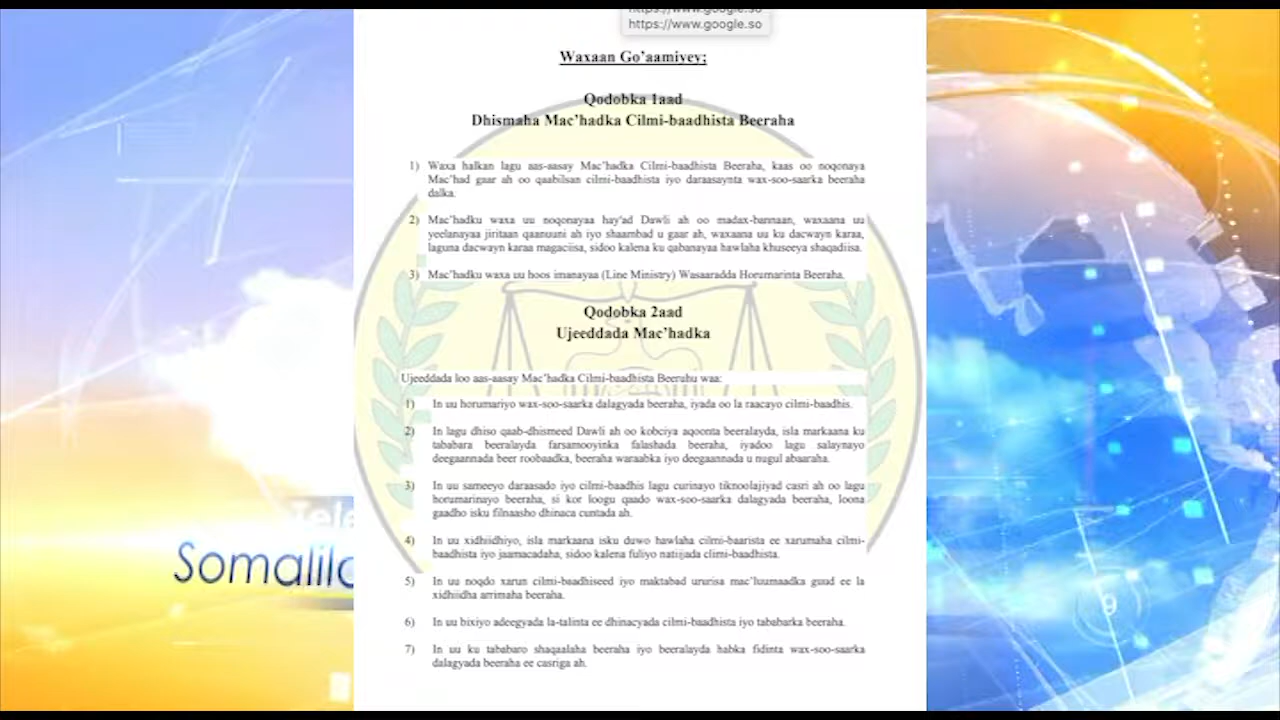 https://www.google.so
https://www.google.so
Waxaan Go'aamiyey;
Qodobka 1aad
Dhismaha Mac'hadka Cilmi-baadhista Beeraha
1) Waxa halkan lagu aas-aasay Mac'hadka Cilmi-baadhista Beeraha, kaas oo noqonaya
Mac'had gaar ah oo qaabilsan cilmi-baadhista iyo daraasaynta wax-soo-saarka beeraha
dalka.
2) Mac'hadku waxa uu noqonayaa hay'ad Dawli ah oo madax-bannaan, waxaana uu
yeelanayaa jiritaan qaanuuni ah iyo shaambad u gaar ah, waxaana uu ku dacwayn karaa,
laguna dacwayn karaa magaciisa, sidoo kalena ku qabanayaa hawlaha khuseeya shaqadiisa.
3) Mac'hadku waxa uu hoos imanayaa (Line Ministry) Wasaaradda Horumarinta Beeraha.
Qodobka 2aad
Ujeeddada Mac'hadka
Ujeeddada loo aas-aasay Mac'hadka Cilmi-baadhista Beeruhu waa:
1) In uu horumariyo wax-soo-saarka dalagyada beeraha, iyada oo la raacayo cilmi-baadhis.
2) In lagu dhiso qaab-dhismeed Dawli ah oo kobciya aqoonta beeralayda, isla markaana ku
tababara beeralayda farsamooyinka falashada beeraha, iyadoo lagu salaynayo
deegaannada beer roobaadka, beeraha waraabka iyo deegaannada u nugul abaaraha.
3) In uu sameeyo daraasado iyo cilmi-baadhis lagu curinayo tiknoolajiyad casri ah oo lagu
horumarinayo beeraha, si kor loogu qaado wax-soo-saarka dalagyada beeraha, loona
gaadho isku filnaasho dhinaca cuntada ah.
4) In uu xidhiidhiyo, isla markaana isku duwo hawlaha cilmi-baarista ee xarumaha cilmi-
baadhista iyo jaamacadaha, sidoo kalena fuliyo natiijada climi-baadhista.
5) In uu noqdo xarun cilmi-baadhiseed iyo maktabad ururisa mac'luumaadka guud ee la
xidhiidha arrimaha beeraha.
6) In uu bixiyo adeegyada la-talinta ee dhinacyada cilmi-baadhista iyo tababarka beeraha.
7) In uu ku tababaro shaqaalaha beeraha iyo beeralayda habka fidinta wax-soo-saarka
dalagyada beeraha ee casriga ah.
Tele
Somalila
9